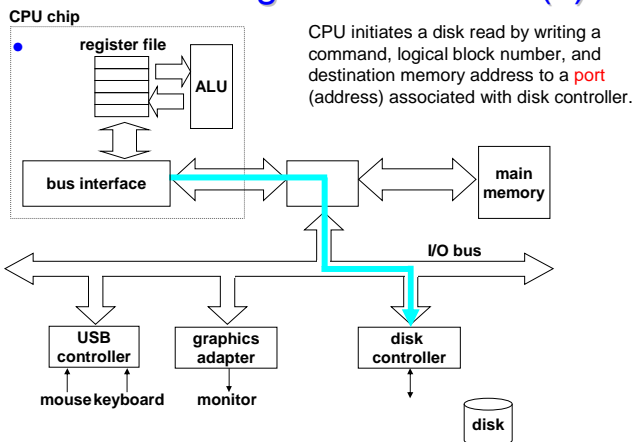 CPU chip
register file
ALU
CPU initiates a disk read by writing a
command, logical block number, and
destination memory address to a port
(address) associated with disk controller.
bus interface
main
memory
I/O bus
USB
controller
graphics
adapter
disk
controller
mouse keyboard
monitor
disk